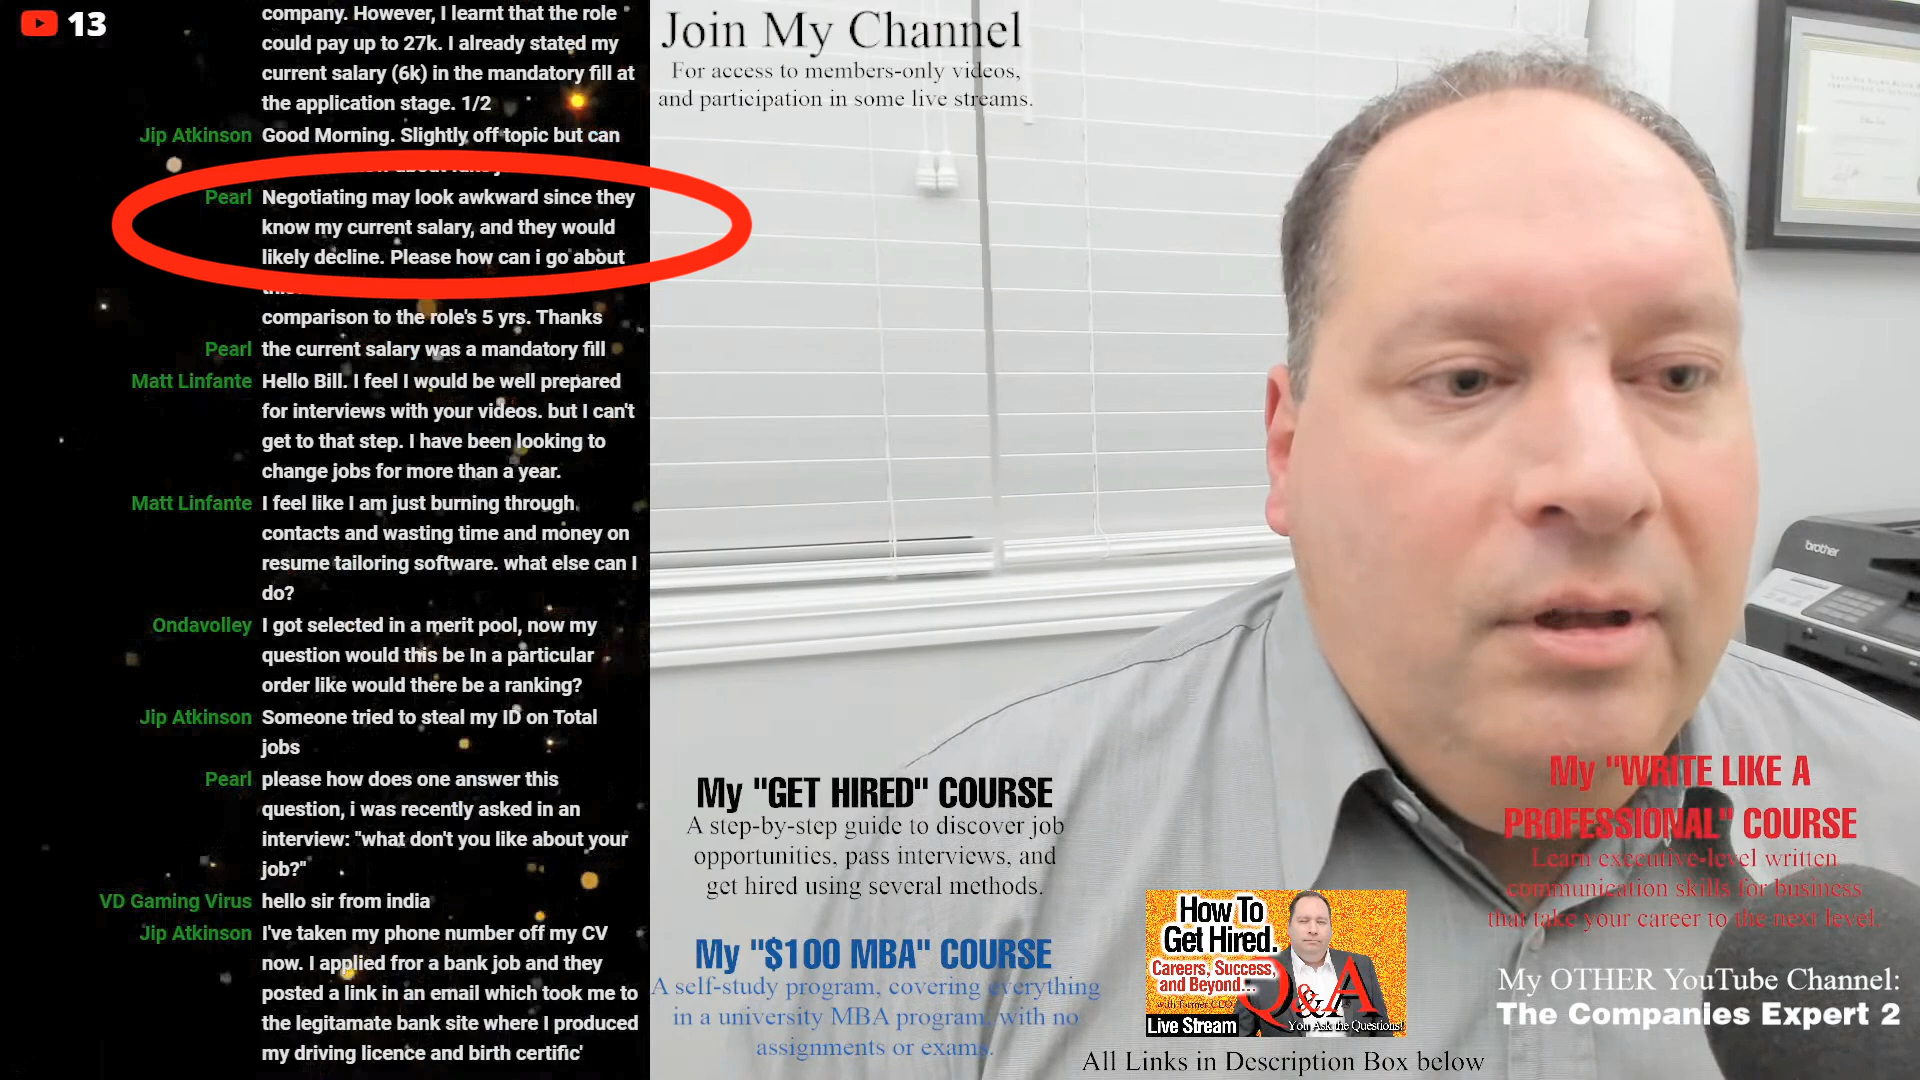 13
company. However, I learnt that the role
could pay up to 27k. I already stated my
current salary (6k) in the mandatory fill at
the application stage. 1/2
Jip Atkinson Good Morning. Slightly off topic but can
Pearl Negotiating may look awkward since they
know my current salary, and they would
likely decline. Please how can i go about
comparison to the role's 5 yrs. Thanks
Pearl the current salary was a mandatory fill
Matt Linfante Hello Bill. I feel I would be well prepared
for interviews with your videos. but I can't
get to that step. I have been looking to
change jobs for more than a year.
Matt Linfante I feel like I am just burning through
contacts and wasting time and money on
resume tailoring software. what else can I
do?
Ondavolley I got selected in a merit pool, now my
question would this be In a particular
order like would there be a ranking?
Jip Atkinson Someone tried to steal my ID on Total
jobs
Pearl please how does one answer this
question, i was recently asked in an
interview: "what don't you like about your
job?"
VD Gaming Virus hello sir from india
Jip Atkinson I've taken my phone number off my CV
now. I applied fror a bank job and they
posted a link in an email which took me to
the legitamate bank site where I produced
my driving licence and birth certific'
Join My Channel
For access to members-only videos,
and participation in some live streams.
brother
My "GET HIRED" COURSE
A step-by-step guide to discover job
opportunities, pass interviews, and
get hired using several methods.
My "$100 MBA" COURSE
A self-study program, covering everything
in a university MBA program, with no
assignments or exams.
How To
Get Hired.
Careers, Success,
and Beyond...
with Former CEO
Q&A
Live Stream
You Ask the Questions!
All Links in Description Box below
My "WRITE LIKE A
PROFESSIONAL" COURSE
Learn executive-level written
communication skills for business
that take your career to the next level.
My OTHER YouTube Channel:
The Companies Expert 2